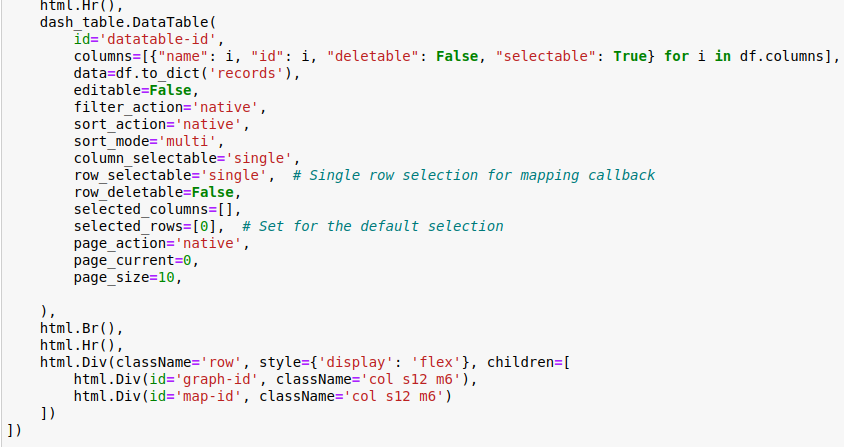 html.Hr(),
dash_table.DataTable(
id='datatable-id',
columns=[{"name": i, "id": i, "deletable": False, "selectable": True} for i in df.columns],
data=df.to_dict('records'),
editable=False,
filter_action='native',
sort_action='native',
sort_mode='multi',
column_selectable='single',
row_selectable='single',  # Single row selection for mapping callback
row_deletable=False,
selected_columns=[],
selected_rows=[0],  # Set for the default selection
page_action='native',
page_current=0,
page_size=10,
),
html.Br(),
html.Hr(),
html.Div(className='row', style={'display': 'flex'}, children=[
html.Div(id='graph-id', className='col s12 m6'),
html.Div(id='map-id', className='col s12 m6')
])
])